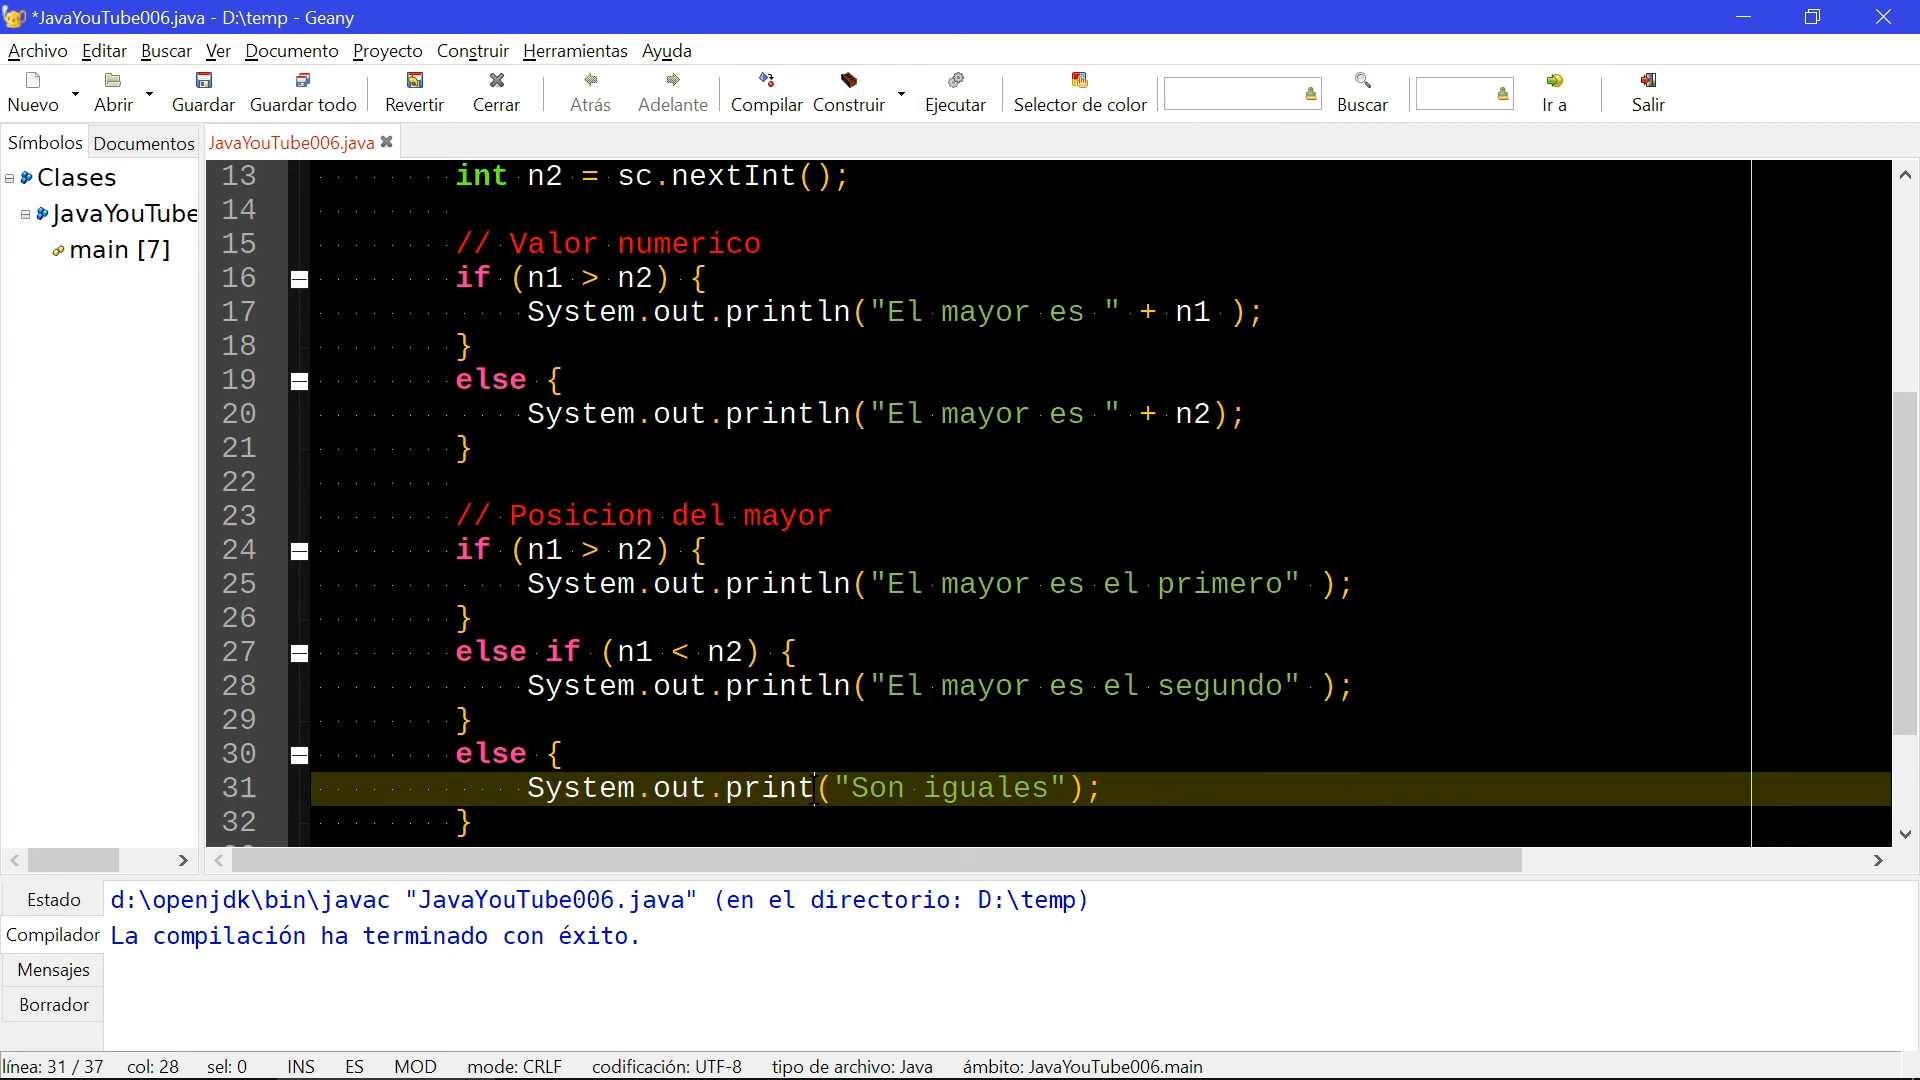 *JavaYouTube006.java - D:\temp - Geany
Archivo Editar Buscar Ver Documento Proyecto Construir Herramientas Ayuda
Nuevo Abrir Guardar Guardar todo Revertir Cerrar Atrás Adelante Compilar Construir Ejecutar Selector de color Buscar Ir a Salir
Símbolos Documentos JavaYouTube006.java
Clases
JavaYouTube
main [7]
13 int n2 = sc.nextInt();
14
15 // Valor numerico
16 if (n1 > n2) {
17 System.out.println("El mayor es " + n1 );
18 }
19 else {
20 System.out.println("El mayor es " + n2);
21 }
22
23 // Posicion del mayor
24 if (n1 > n2) {
25 System.out.println("El mayor es el primero" );
26 }
27 else if (n1 < n2) {
28 System.out.println("El mayor es el segundo" );
29 }
30 else {
31 System.out.print("Son iguales");
32 }
Estado
Compilador
Mensajes
Borrador
d:\openjdk\bin\javac "JavaYouTube006.java" (en el directorio: D:\temp)
La compilación ha terminado con éxito.
línea: 31 / 37 col: 28 sel: 0 INS ES MOD mode: CRLF codificación: UTF-8 tipo de archivo: Java ámbito: JavaYouTube006.main